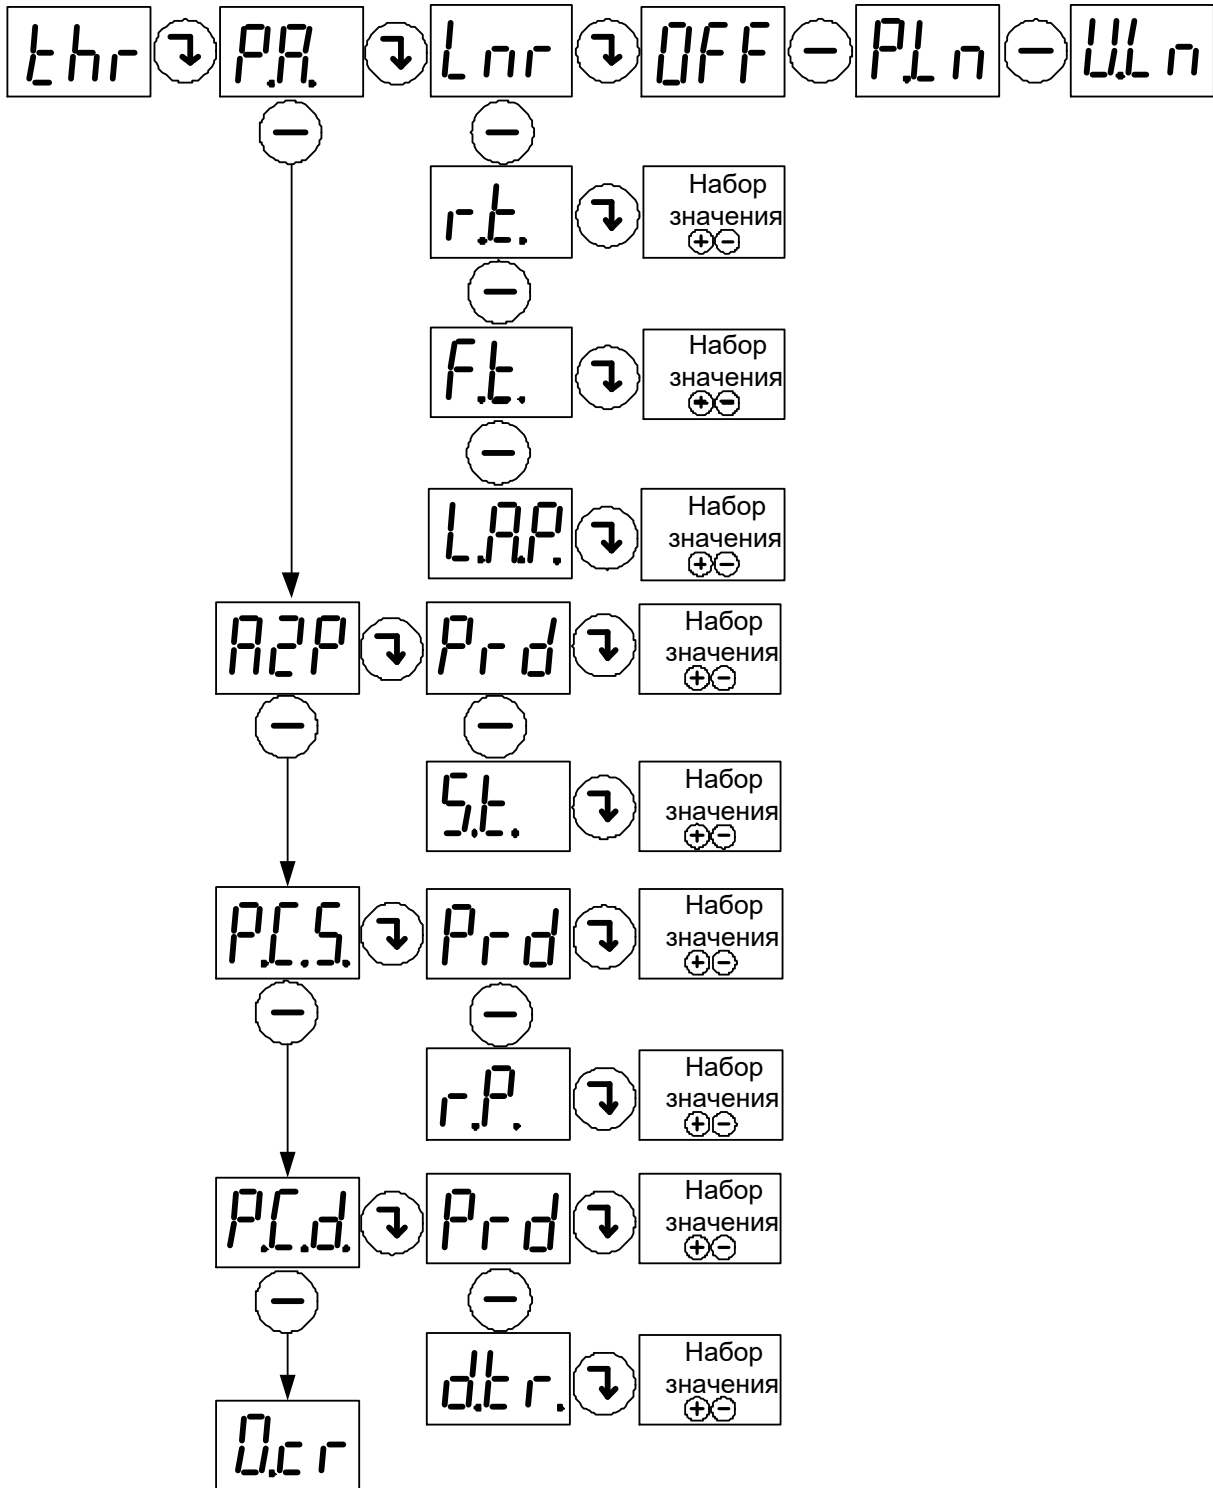 thr P.A. Lnr OFF P.Ln U.Ln
r.t. Набор
значения
F.t. Набор
значения
L.A.P. Набор
значения
A2P Prd Набор
значения
S.t. Набор
значения
P.C.S. Prd Набор
значения
r.P. Набор
значения
P.C.d. Prd Набор
значения
d.t.r. Набор
значения
0.cr